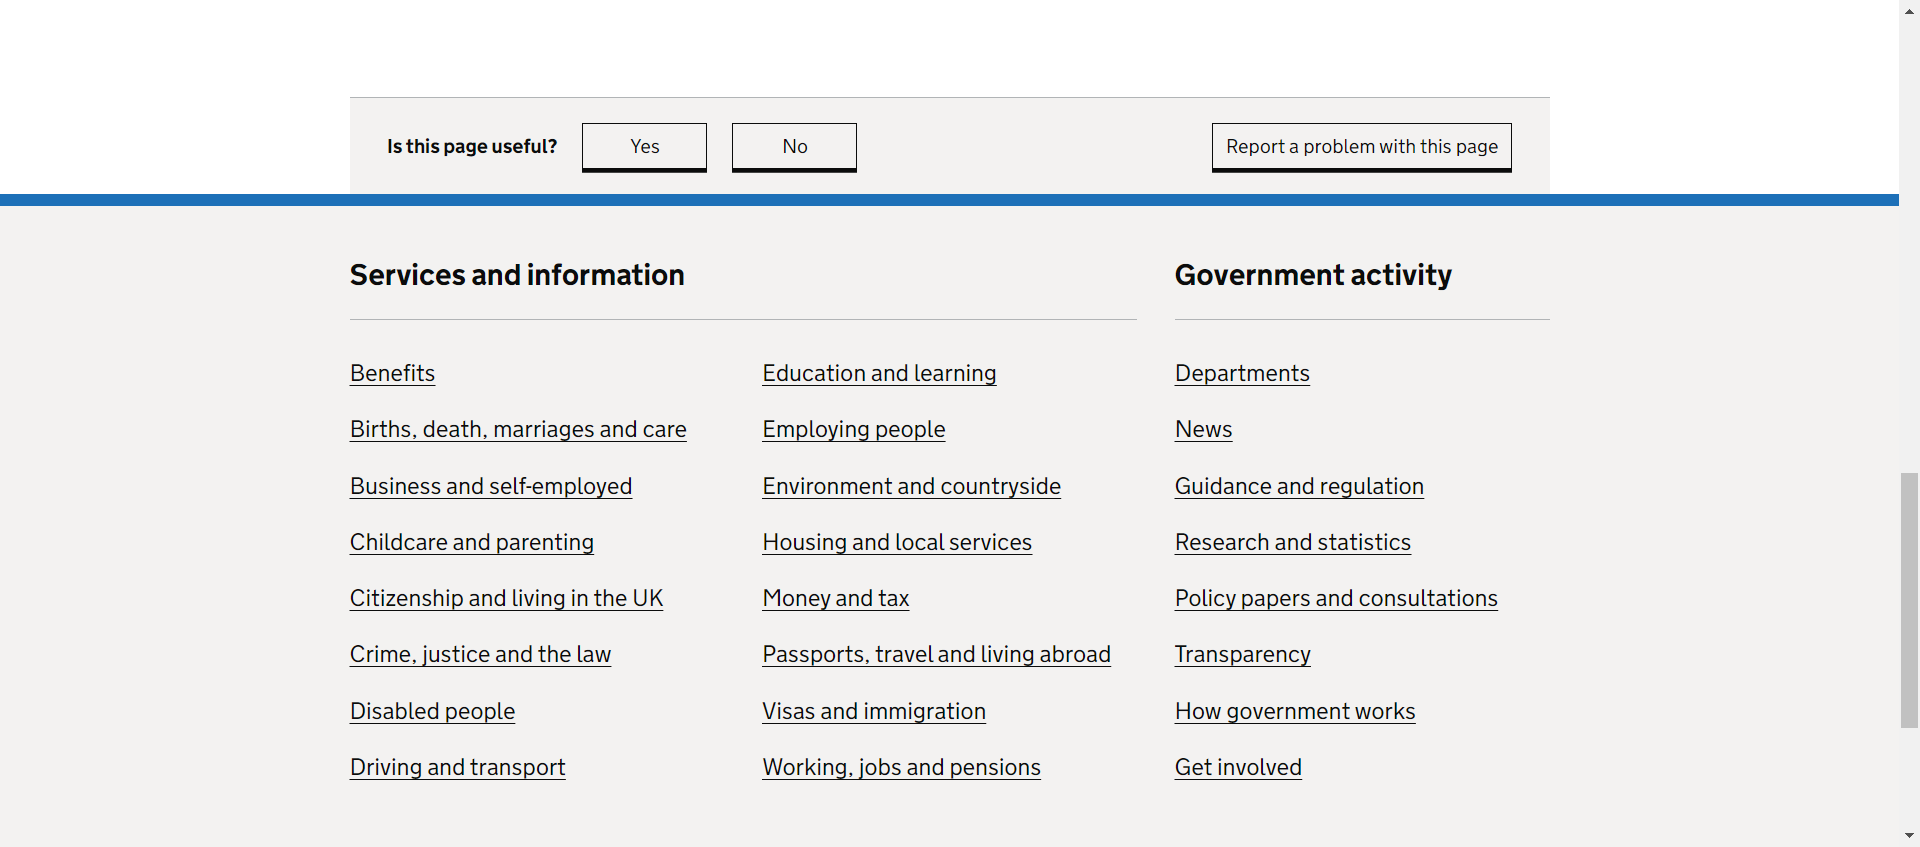 Is this page useful?
Yes
No
Report a problem with this page
Services and information
Benefits
Births, death, marriages and care
Business and self-employed
Childcare and parenting
Citizenship and living in the UK
Crime, justice and the law
Disabled people
Driving and transport
Education and learning
Employing people
Environment and countryside
Housing and local services
Money and tax
Passports, travel and living abroad
Visas and immigration
Working, jobs and pensions
Government activity
Departments
News
Guidance and regulation
Research and statistics
Policy papers and consultations
Transparency
How government works
Get involved